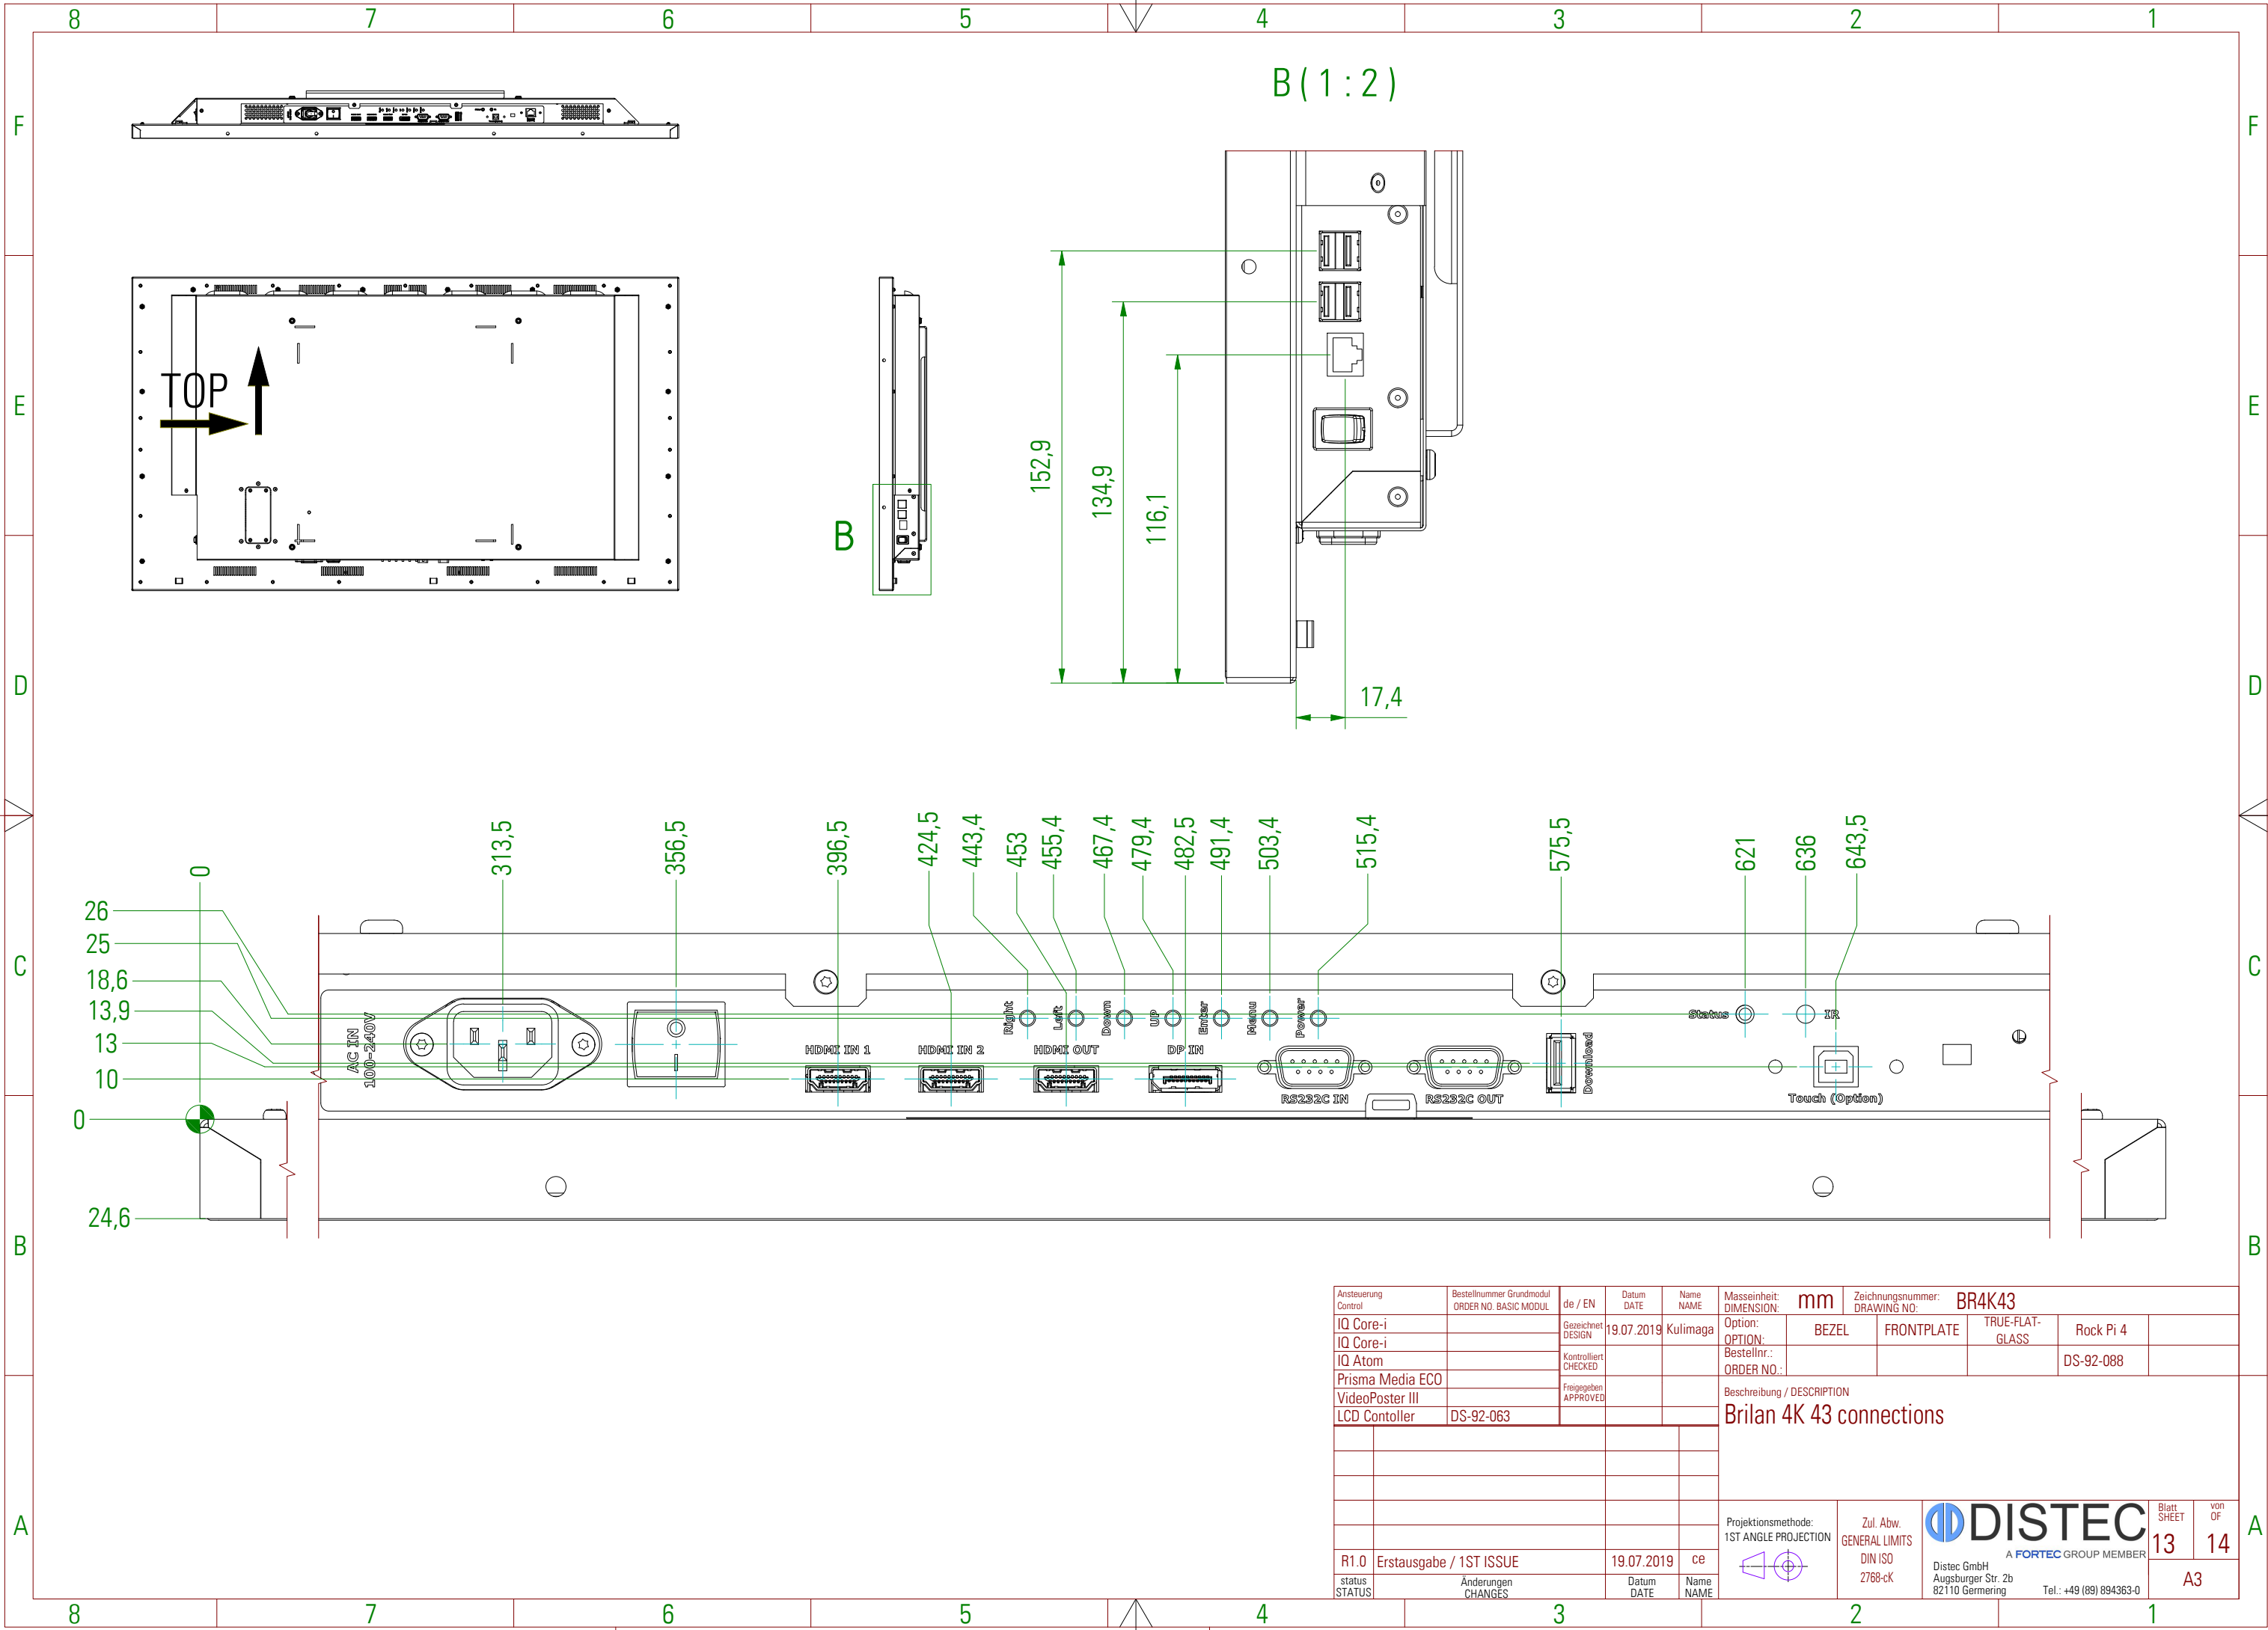 8 7 6 5 4 3 2 1
F F
E E
D D
C C
B B
A A
B ( 1 : 2 )
TOP
B
152,9
134,9
116,1
17,4
0
313,5
356,5
396,5
424,5
443,4
453
455,4
467,4
479,4
482,5
491,4
503,4
515,4
575,5
621
636
643,5
26
25
18,6
13,9
13
10
0
24,6
AC IN
100-240V
HDMI IN 1
HDMI IN 2
HDMI OUT
DP IN
Right
Left
Down
UP
Enter
Menu
Power
RS232C IN
RS232C OUT
Download
Status
IR
Touch (Option)
Ansteuerung
Control
Bestellnummer Grundmodul
ORDER NO. BASIC MODUL
de / EN
Datum
DATE
Name
NAME
Masseinheit:
DIMENSION:
mm
Zeichnungsnummer:
DRAWING NO:
BR4K43
IQ Core-i
IQ Core-i
IQ Atom
Prisma Media ECO
VideoPoster III
LCD Contoller DS-92-063
Gezeichnet
DESIGN
19.07.2019 Kulimaga
Kontrolliert
CHECKED
Freigegeben
APPROVED
Option:
OPTION:
BEZEL
FRONTPLATE
TRUE-FLAT-
GLASS
Rock Pi 4
Bestellnr.:
ORDER NO.:
DS-92-088
Beschreibung / DESCRIPTION
Brilan 4K 43 connections
R1.0 Erstausgabe / 1ST ISSUE 19.07.2019 ce
status
STATUS
Änderungen
CHANGES
Datum
DATE
Name
NAME
Projektionsmethode:
1ST ANGLE PROJECTION
Zul. Abw.
GENERAL LIMITS
DIN ISO
2768-cK
DISTEC
A FORTEC GROUP MEMBER
Distec GmbH
Augsburger Str. 2b
82110 Germering Tel.: +49 (89) 894363-0
Blatt
SHEET
13
von
OF
14
A3
8 7 6 5 4 3 2 1